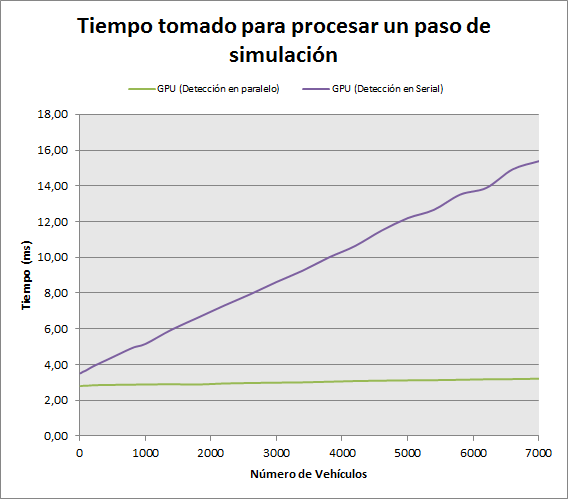 Tiempo tomado para procesar un paso de
simulación
GPU (Detección en paralelo) GPU (Detección en Serial)
18,00
16,00
14,00
12,00
10,00
8,00
6,00
4,00
2,00
0,00
Tiempo (ms)
0 1000 2000 3000 4000 5000 6000 7000
Número de Vehículos